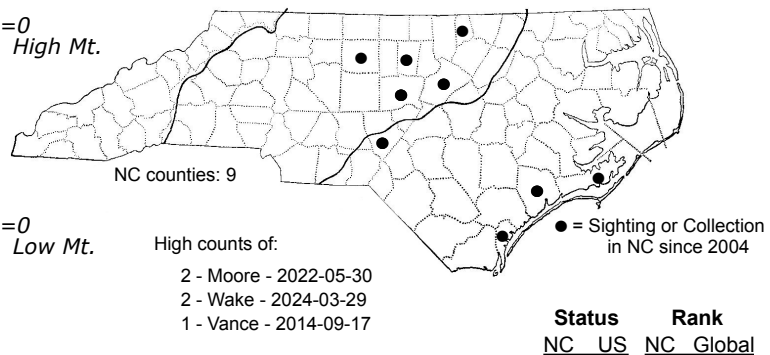 =0
High Mt.
NC counties: 9
=0
Low Mt.
High counts of:
2 - Moore - 2022-05-30
2 - Wake - 2024-03-29
1 - Vance - 2014-09-17
● = Sighting or Collection
in NC since 2004
Status Rank
NC US NC Global